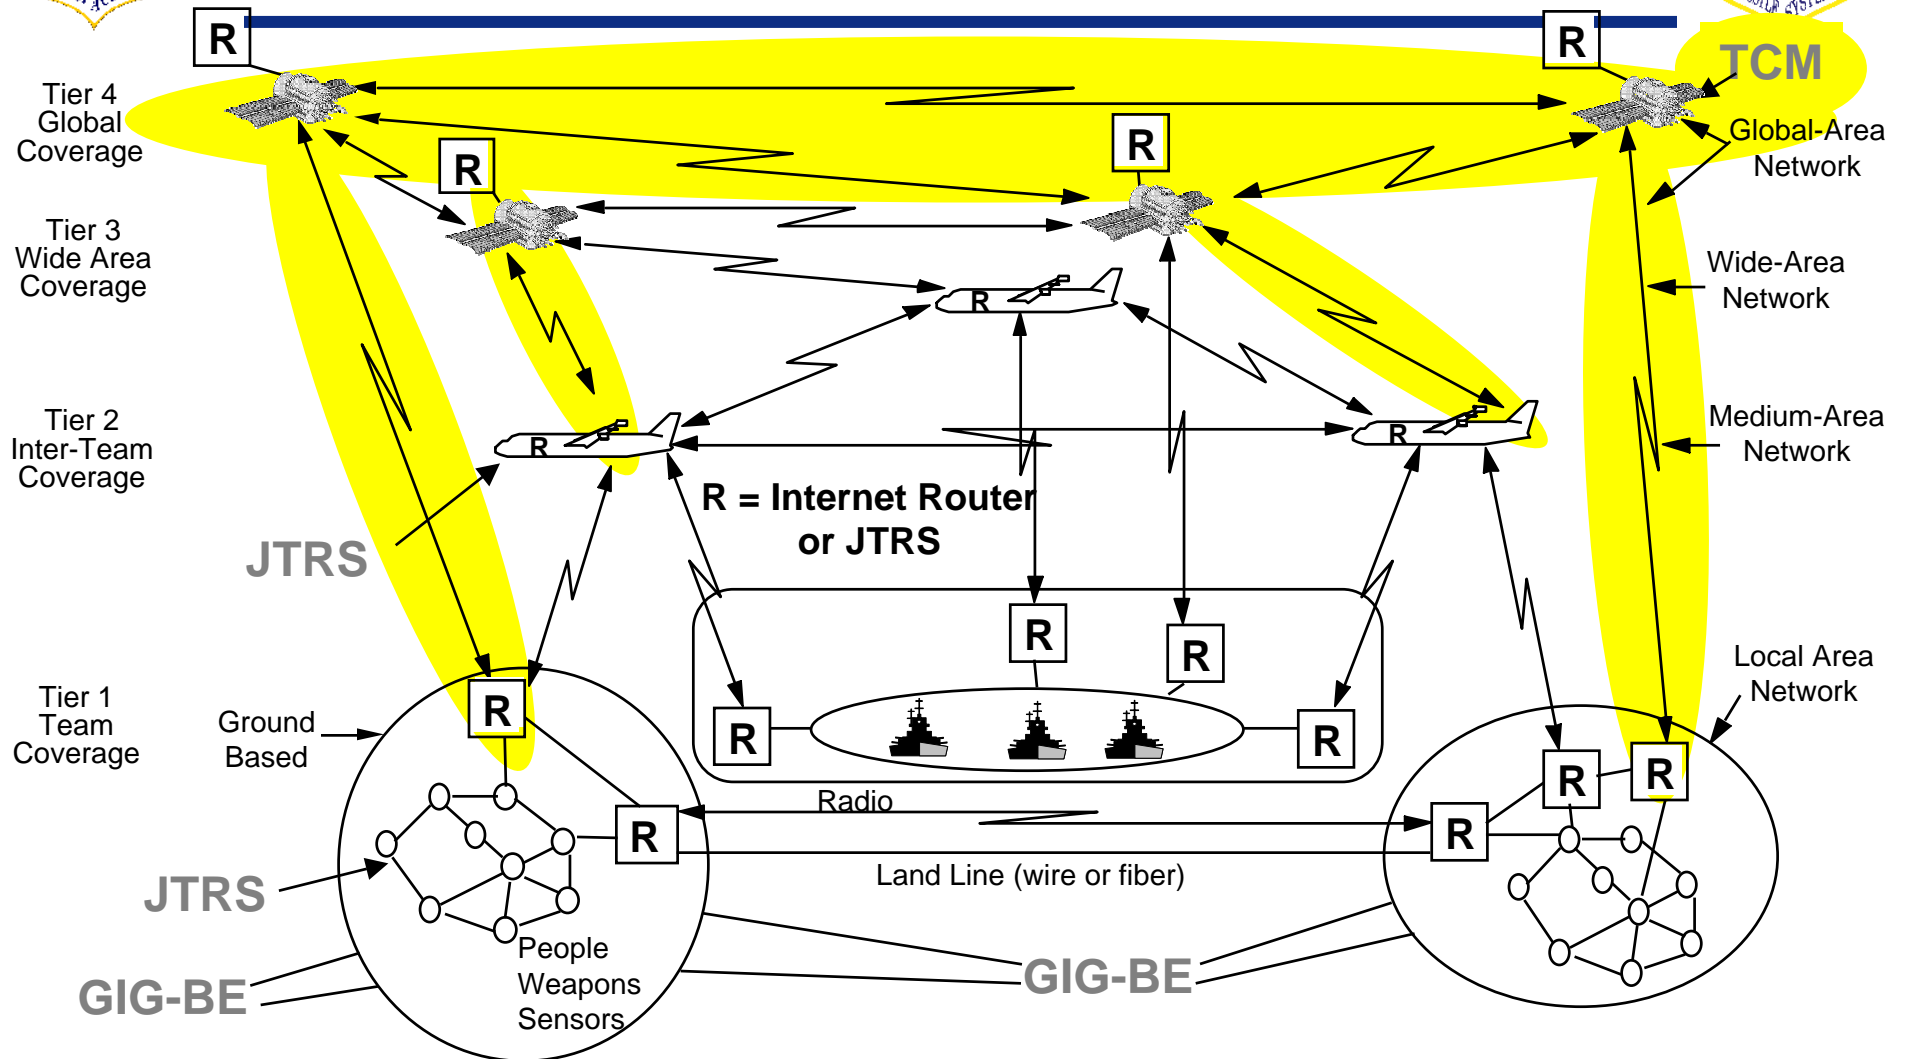 R
R
TCM
Tier 4
Global
Coverage
R
R
Global-Area
Network
Tier 3
Wide Area
Coverage
Wide-Area
Network
R
Tier 2
Inter-Team
Coverage
R
R
Medium-Area
Network
R = Internet Router
or JTRS
JTRS
R
R
Local Area
Network
Tier 1
Team
Coverage
Ground
Based
R
R
R
R
R
Radio
R
R
Land Line (wire or fiber)
JTRS
People
Weapons
Sensors
GIG-BE
GIG-BE